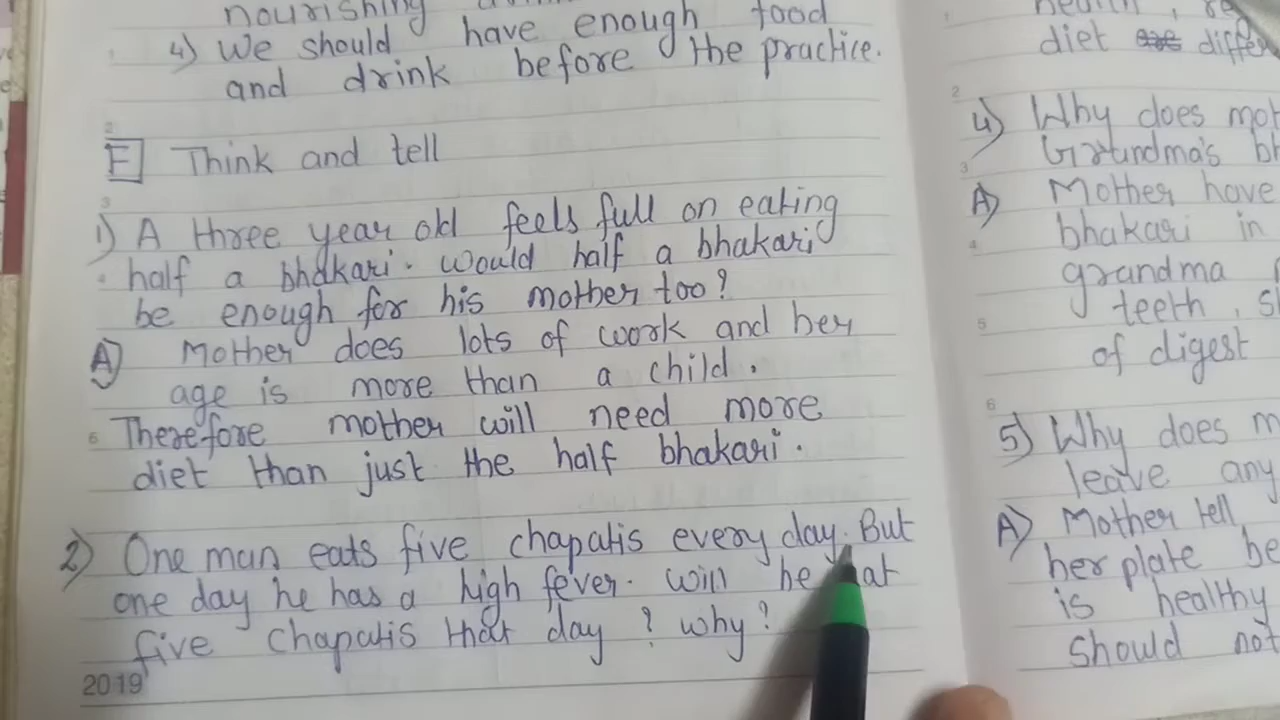 nourishing
4) We should have enough food
and drink before the practice.
E Think and tell
1) A three year old feels full on eating
half a bhakari. would half a bhakari
be enough for his mother too?
A) Mother does lots of work and her
age is more than a child.
Therefore mother will need more
diet than just the half bhakari.
2) One man eats five chapatis every day. But
one day he has a high fever. will he at
five chapatis that day ? why?
2019
diet
4) Why does
Grandma's
A) Mother have
bhakari in
grandma
teeth,
of digest
5) Why does
leave any
A) Mother tell
her plate
is healthy
should not